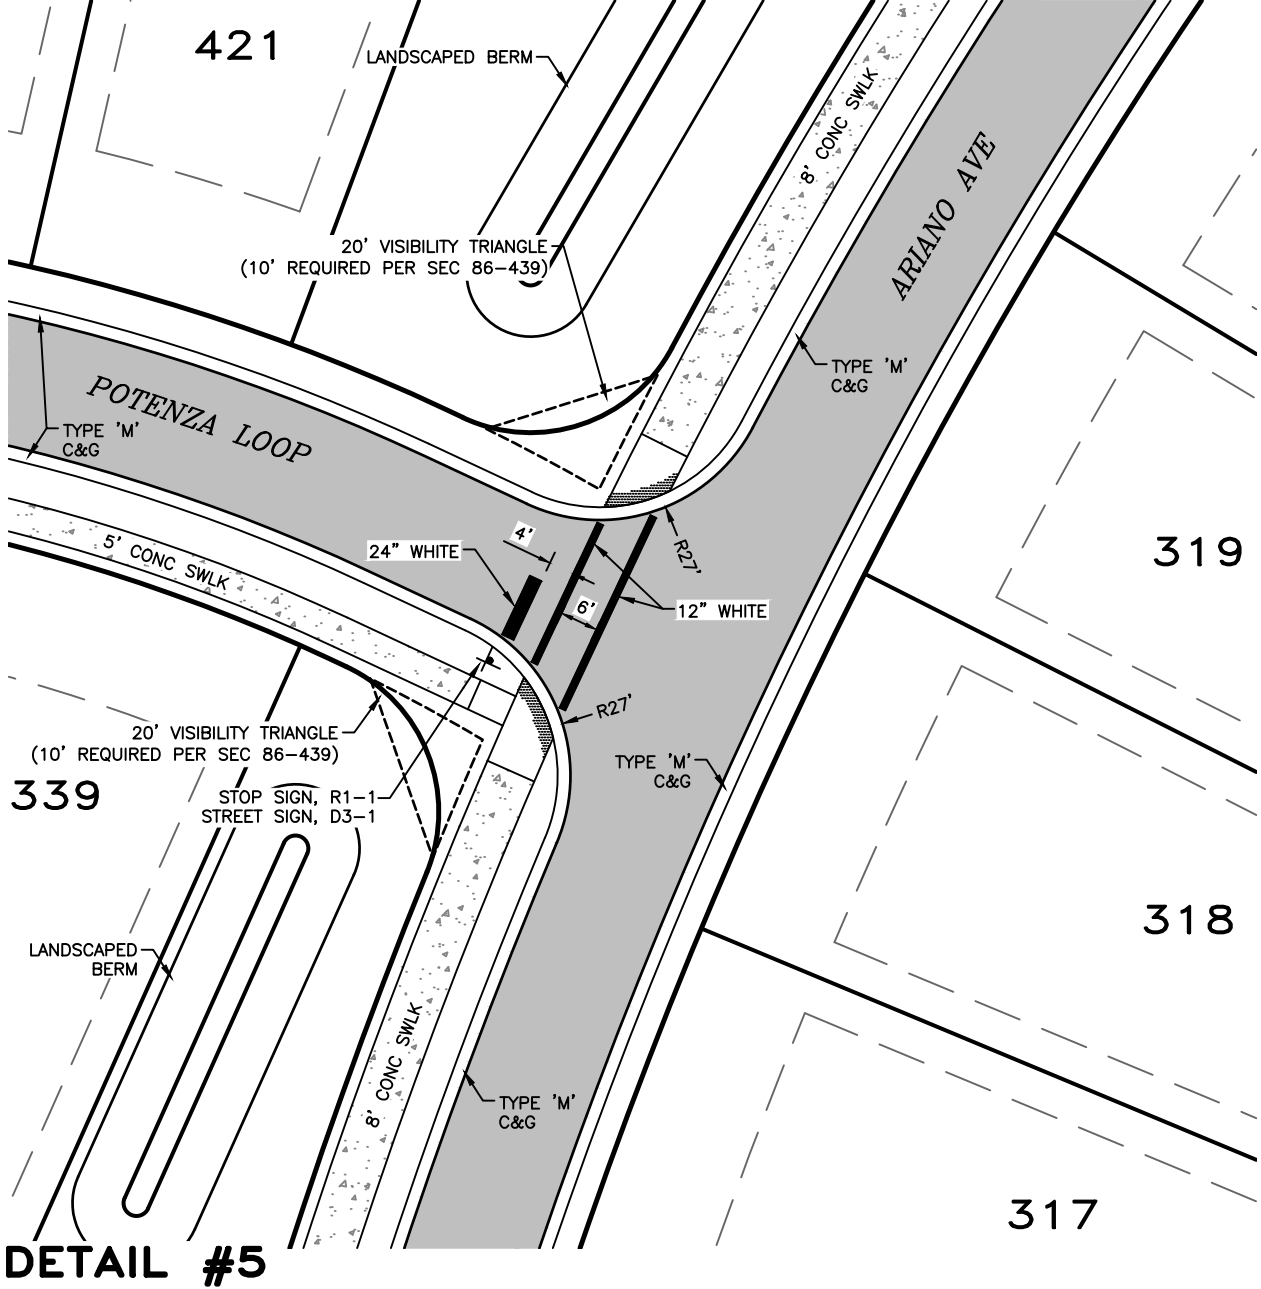 421
LANDSCAPED BERM
8' CONC SWLK
ARIANO AVE
20' VISIBILITY TRIANGLE
(10' REQUIRED PER SEC 86-439)
TYPE 'M'
C&G
POTENZA LOOP
TYPE 'M'
C&G
5' CONC SWLK
4'
24" WHITE
R27'
319
6'
12" WHITE
R27'
20' VISIBILITY TRIANGLE
(10' REQUIRED PER SEC 86-439)
TYPE 'M'
C&G
339
STOP SIGN, R1-1
STREET SIGN, D3-1
318
LANDSCAPED
BERM
8' CONC SWLK
TYPE 'M'
C&G
317
DETAIL #5